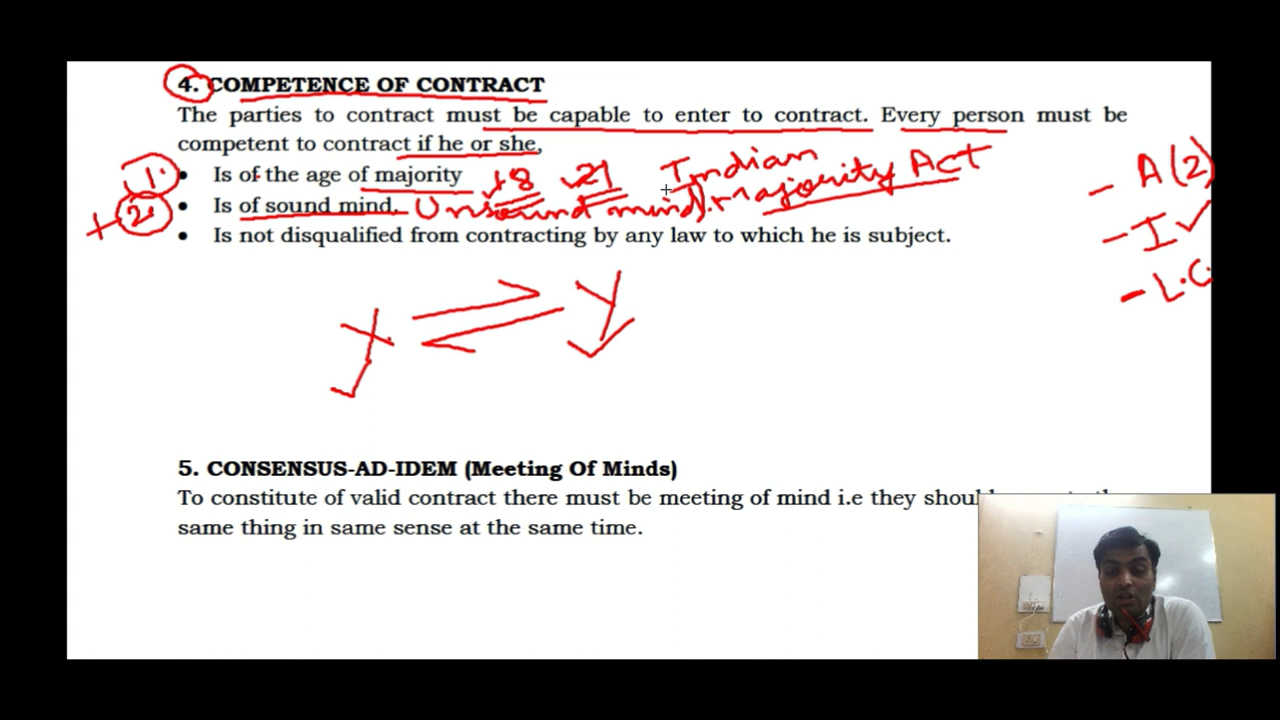 4. COMPETENCE OF CONTRACT
The parties to contract must be capable to enter to contract. Every person must be
competent to contract if he or she,
1. • Is of the age of majority 18 21 Indian Majority Act
+ 2. • Is of sound mind. Unsound mind
• Is not disqualified from contracting by any law to which he is subject.
- A(2)
- I ✓
- L.C.
X Y
5. CONSENSUS-AD-IDEM (Meeting Of Minds)
To constitute of valid contract there must be meeting of mind i.e they
same thing in same sense at the same time.